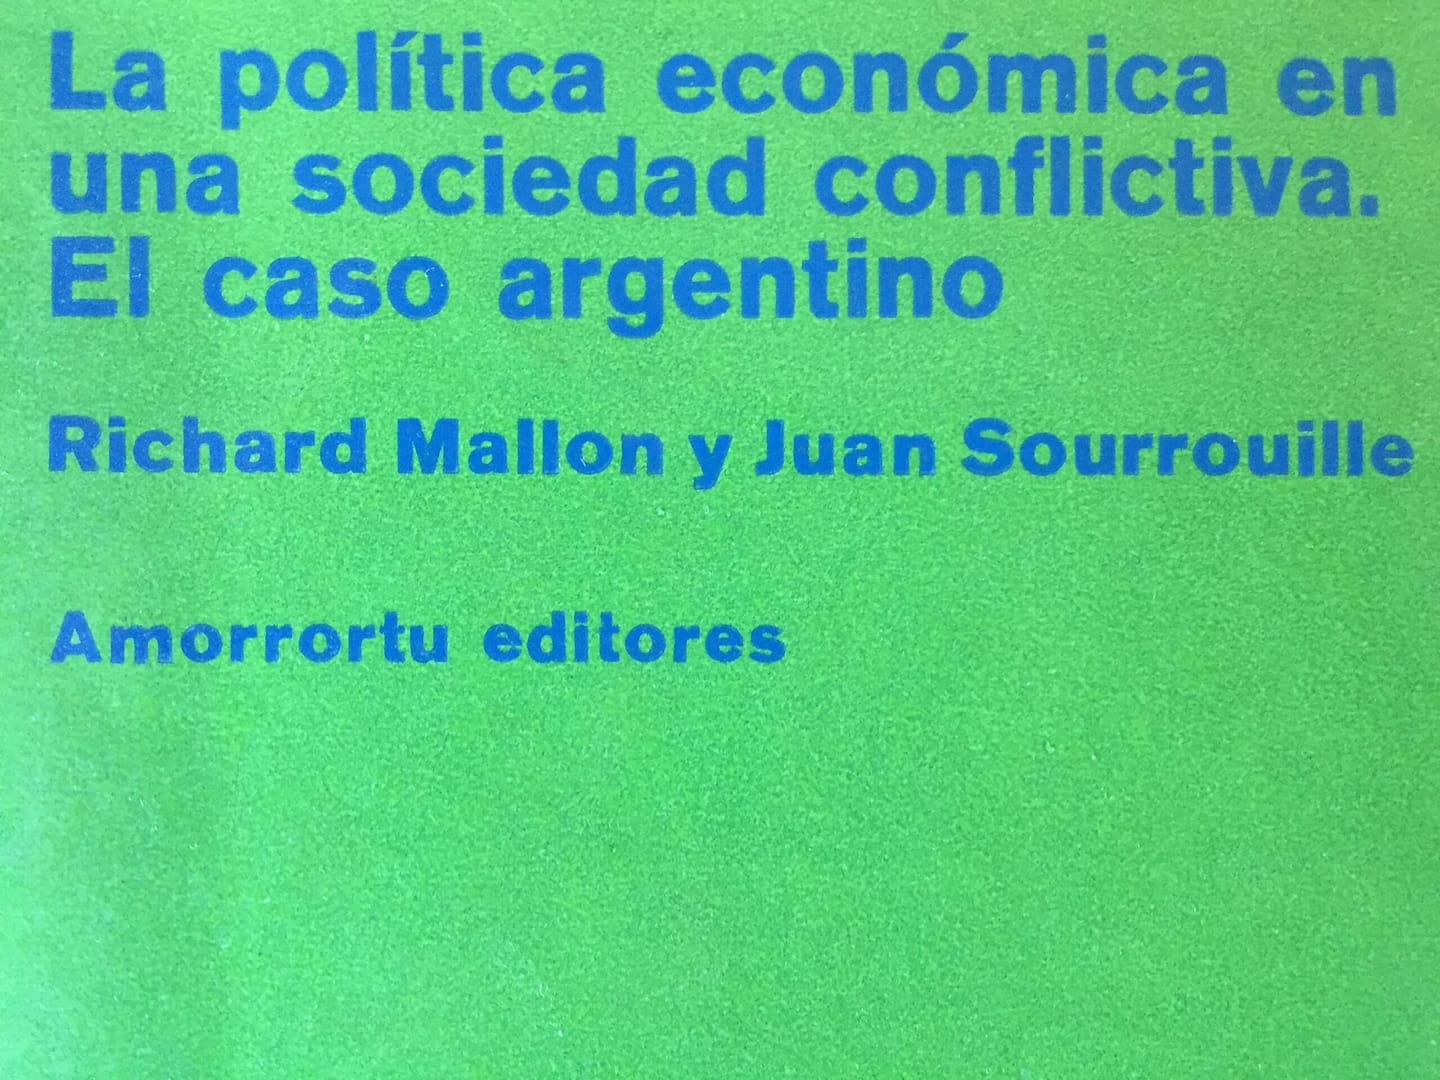 La política económica en
una sociedad conflictiva.
El caso argentino
Richard Mallon y Juan Sourrouille
Amorrortu editores